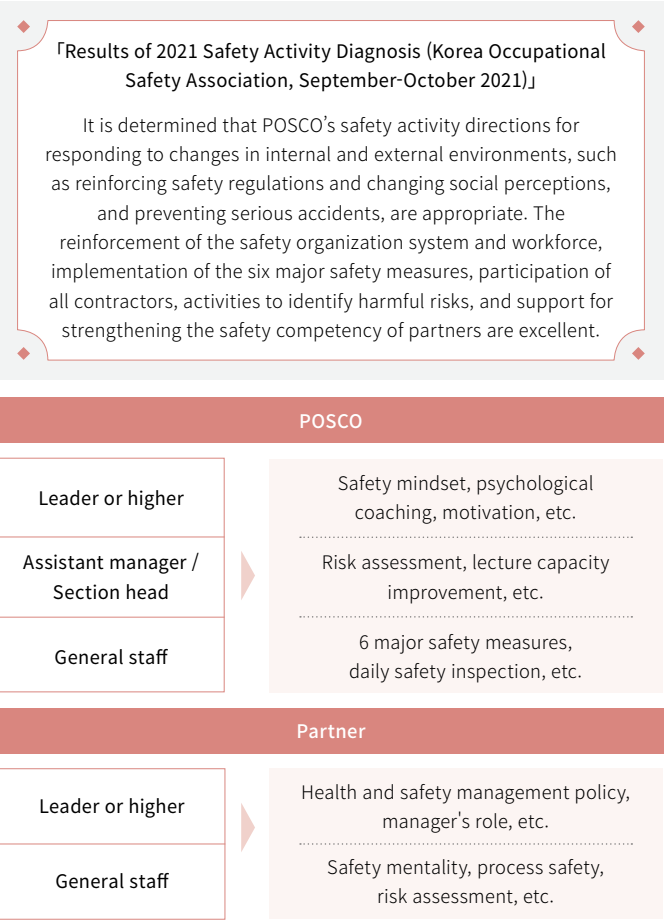 「Results of 2021 Safety Activity Diagnosis (Korea Occupational
Safety Association, September-October 2021)」
It is determined that POSCO’s safety activity directions for
responding to changes in internal and external environments, such
as reinforcing safety regulations and changing social perceptions,
and preventing serious accidents, are appropriate. The
reinforcement of the safety organization system and workforce,
implementation of the six major safety measures, participation of
all contractors, activities to identify harmful risks, and support for
strengthening the safety competency of partners are excellent.
POSCO
Leader or higher
Safety mindset, psychological
coaching, motivation, etc.
Assistant manager /
Section head
Risk assessment, lecture capacity
improvement, etc.
General staff
6 major safety measures,
daily safety inspection, etc.
Partner
Leader or higher
Health and safety management policy,
manager's role, etc.
General staff
Safety mentality, process safety,
risk assessment, etc.